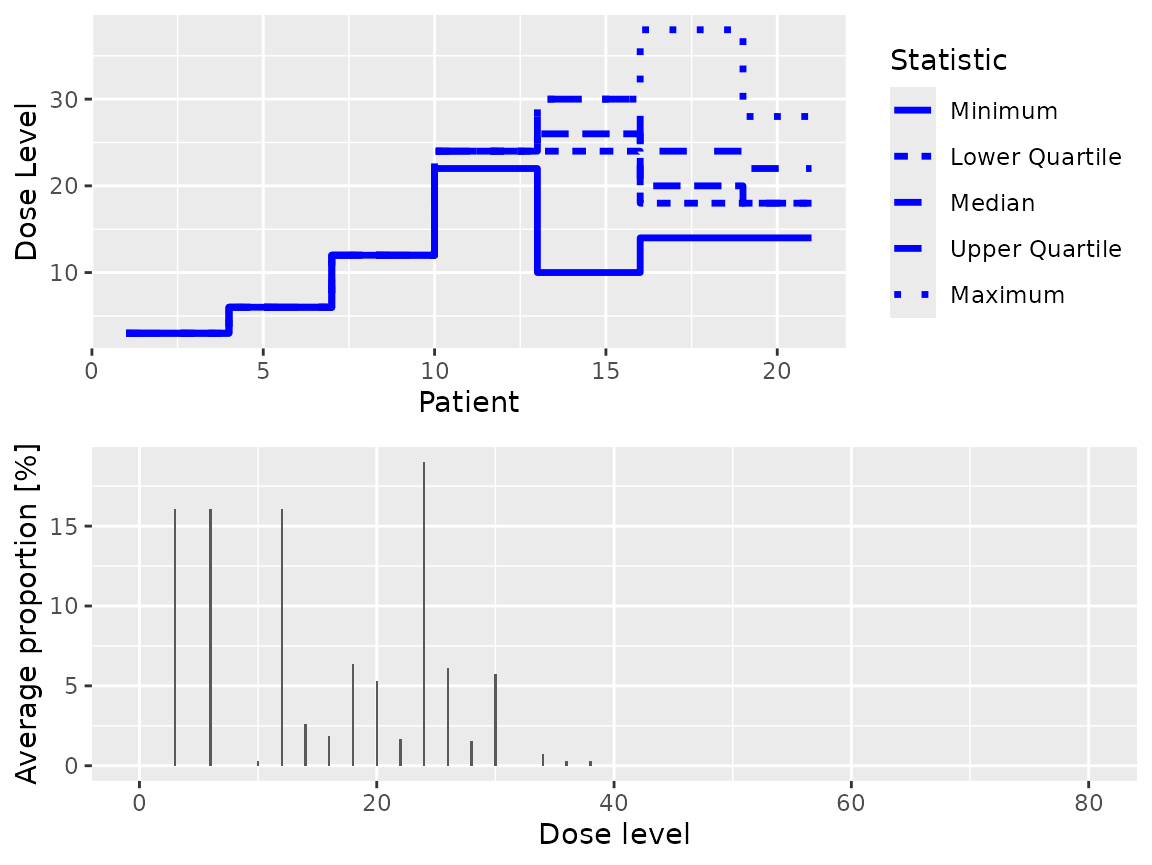 Dose Level
30
20
10
0
5
10
15
20
Patient
Statistic
Minimum
Lower Quartile
Median
Upper Quartile
Maximum
Average proportion [%]
15
10
5
0
0
20
40
60
80
Dose level